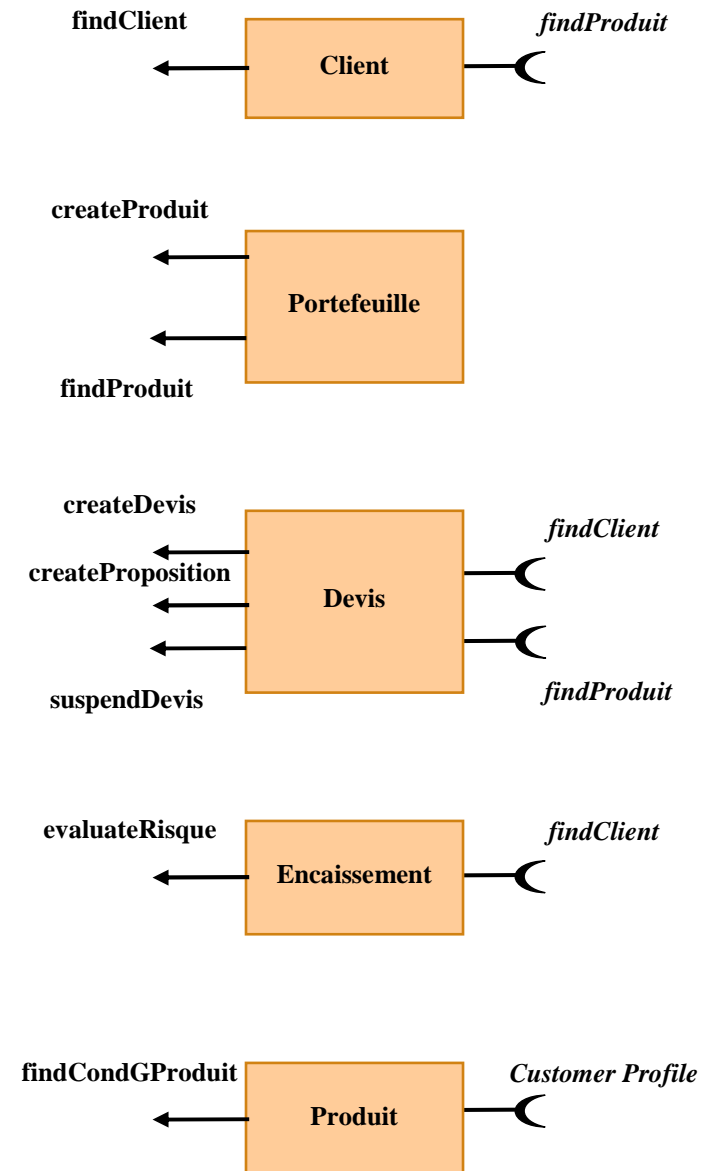 findClient
findProduit
Client
createProduit
Portefeuille
findProduit
createDevis
findClient
createProposition
Devis
suspendDevis
findProduit
evaluateRisque
findClient
Encaissement
findCondGProduit
Customer Profile
Produit